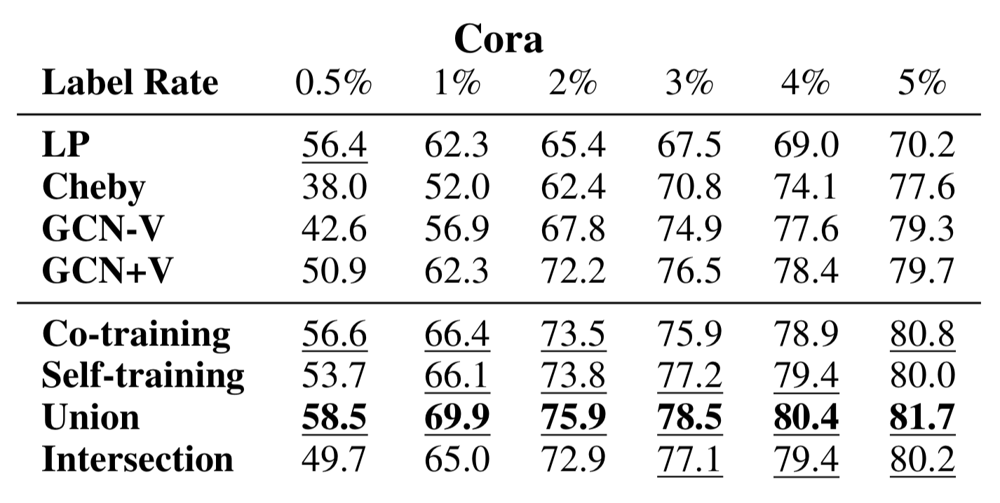 Cora
Label Rate 0.5% 1% 2% 3% 4% 5%
LP 56.4 62.3 65.4 67.5 69.0 70.2
Cheby 38.0 52.0 62.4 70.8 74.1 77.6
GCN-V 42.6 56.9 67.8 74.9 77.6 79.3
GCN+V 50.9 62.3 72.2 76.5 78.4 79.7
Co-training 56.6 66.4 73.5 75.9 78.9 80.8
Self-training 53.7 66.1 73.8 77.2 79.4 80.0
Union 58.5 69.9 75.9 78.5 80.4 81.7
Intersection 49.7 65.0 72.9 77.1 79.4 80.2